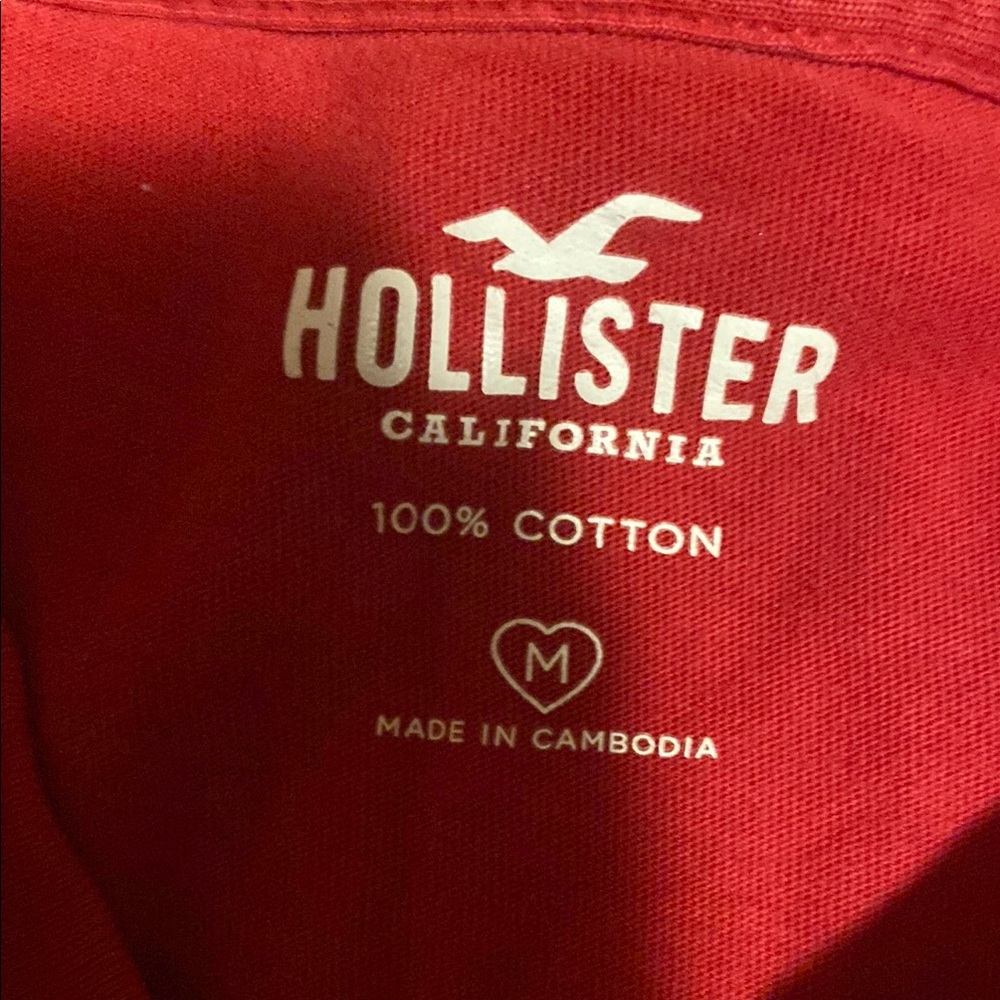 HOLLISTER
CALIFORNIA
100% COTTON
M
MADE IN CAMBODIA